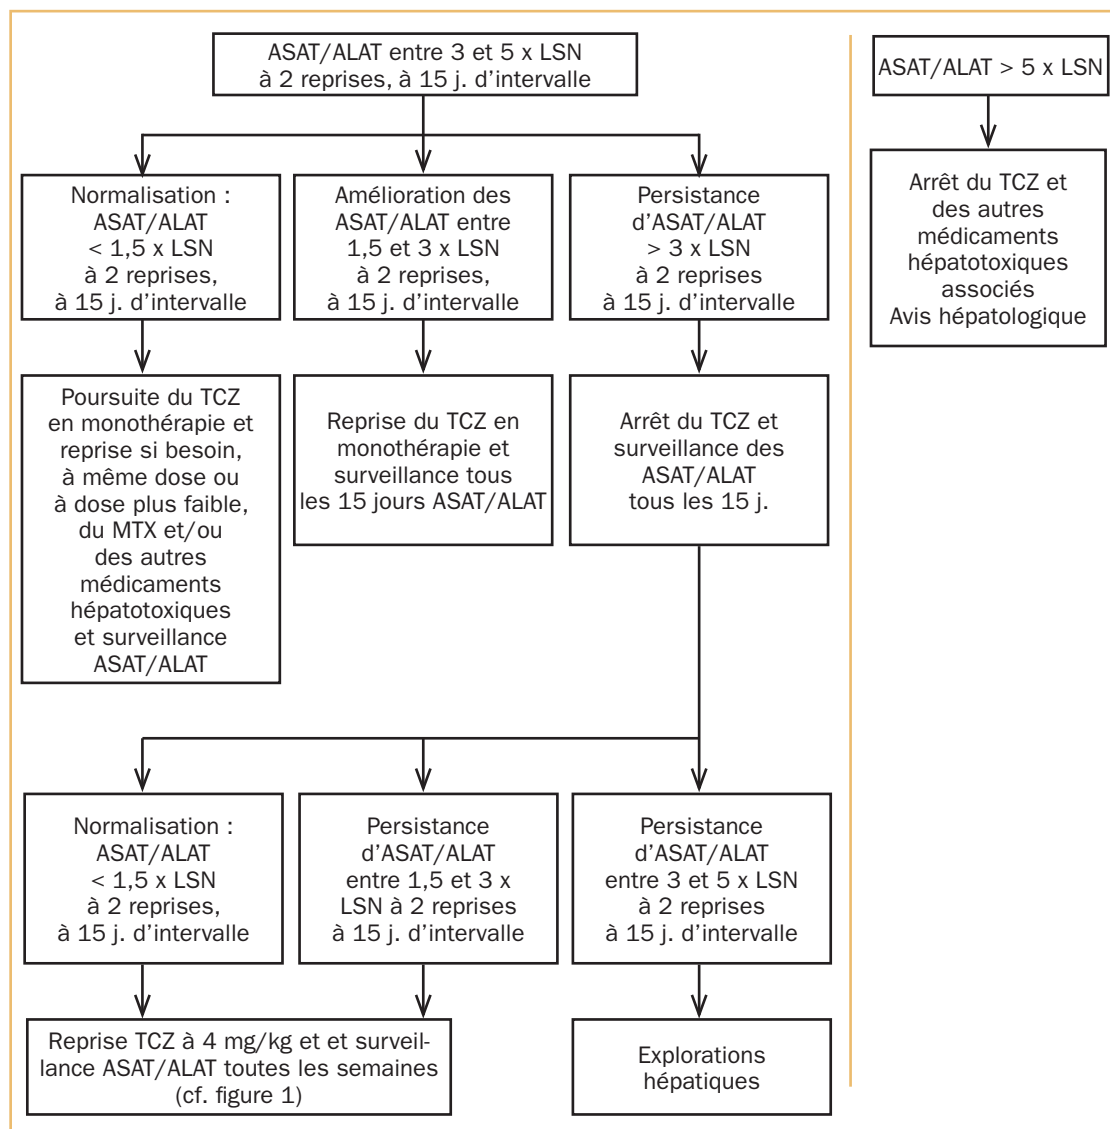 ASAT/ALAT entre 3 et 5 x LSN
à 2 reprises, à 15 j. d'intervalle
Normalisation :
ASAT/ALAT
< 1,5 x LSN
à 2 reprises,
à 15 j. d'intervalle
Amélioration des
ASAT/ALAT entre
1,5 et 3 x LSN
à 2 reprises,
à 15 j. d'intervalle
Persistance
d'ASAT/ALAT
> 3 x LSN
à 2 reprises
à 15 j. d'intervalle
Poursuite du TCZ
en monothérapie et
reprise si besoin,
à même dose ou
à dose plus faible,
du MTX et/ou
des autres
médicaments
hépatotoxiques
et surveillance
ASAT/ALAT
Reprise du TCZ en
monothérapie et
surveillance tous
les 15 jours ASAT/ALAT
Arrêt du TCZ et
surveillance des
ASAT/ALAT
tous les 15 j.
Normalisation :
ASAT/ALAT
< 1,5 x LSN
à 2 reprises,
à 15 j. d'intervalle
Persistance
d'ASAT/ALAT
entre 1,5 et 3 x
LSN à 2 reprises
à 15 j. d'intervalle
Persistance
d'ASAT/ALAT
entre 3 et 5 x LSN
à 2 reprises
à 15 j. d'intervalle
Reprise TCZ à 4 mg/kg et et surveil-
lance ASAT/ALAT toutes les semaines
(cf. figure 1)
Explorations
hépatiques
ASAT/ALAT > 5 x LSN
Arrêt du TCZ et
des autres
médicaments
hépatotoxiques
associés
Avis hépatologique